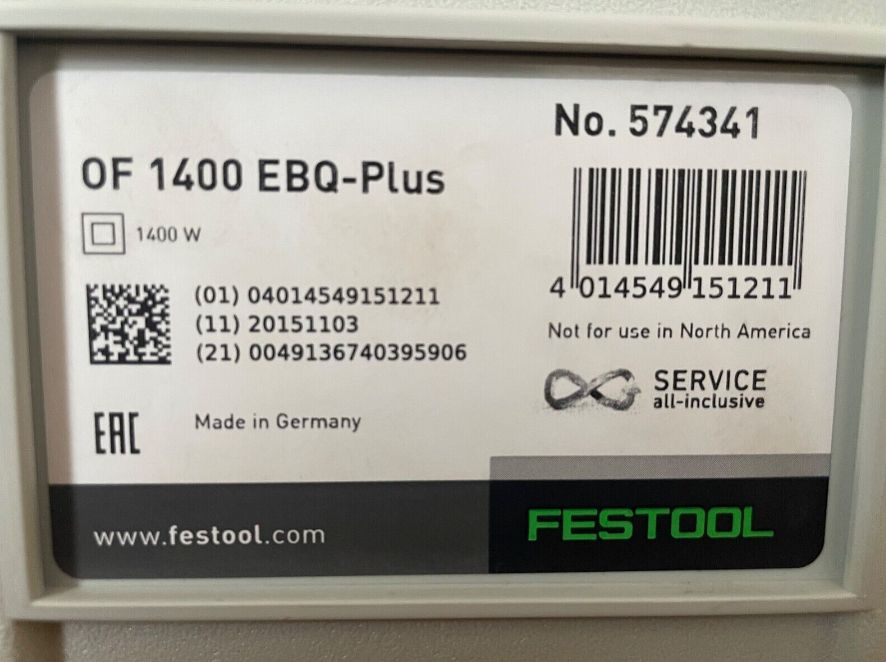 No. 574341
OF 1400 EBQ-Plus
1400 W
(01) 04014549151211
(11) 20151103
(21) 0049136740395906
4 014549 151211
Not for use in North America
SERVICE
all-inclusive
EAC
Made in Germany
www.festool.com
FESTOOL